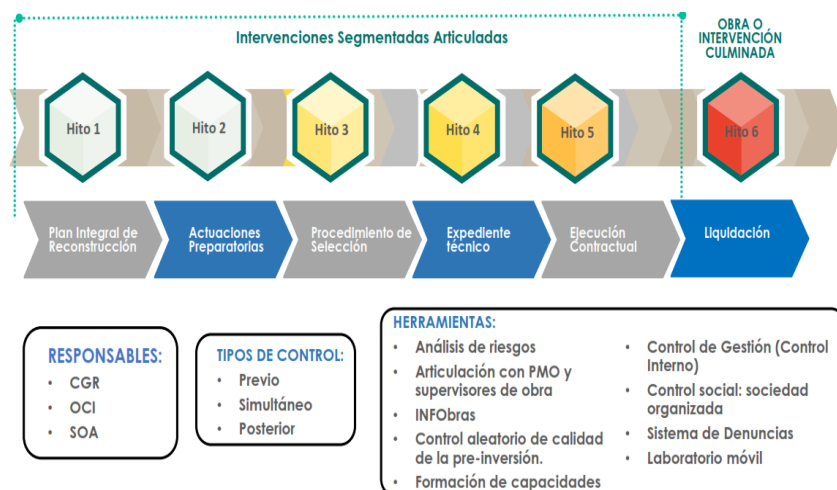 Intervenciones Segmentadas Articuladas
OBRA O
INTERVENCIÓN
CULMINADA
Hito 1
Hito 2
Hito 3
Hito 4
Hito 5
Hito 6
Plan Integral de
Reconstrucción
Actuaciones
Preparatorias
Procedimiento de
Selección
Expediente
técnico
Ejecución
Contractual
Liquidación
RESPONSABLES:
• CGR
• OCI
• SOA
TIPOS DE CONTROL:
• Previo
• Simultáneo
• Posterior
HERRAMIENTAS:
• Análisis de riesgos
• Articulación con PMO y
supervisores de obra
• INFObras
• Control aleatorio de calidad
de la pre-inversión.
• Formación de capacidades
• Control de Gestión (Control
Interno)
• Control social: sociedad
organizada
• Sistema de Denuncias
• Laboratorio móvil